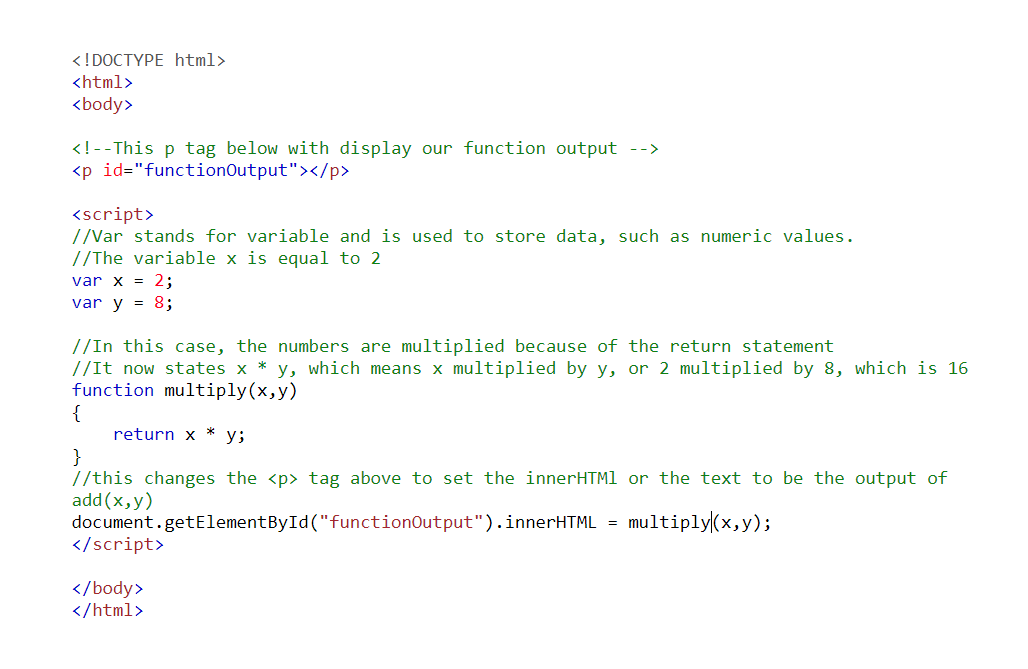 <!DOCTYPE html>
<html>
<body>
<!--This p tag below with display our function output -->
<p id="functionOutput"></p>
<script>
//Var stands for variable and is used to store data, such as numeric values.
//The variable x is equal to 2
var x = 2;
var y = 8;
//In this case, the numbers are multiplied because of the return statement
//It now states x * y, which means x multiplied by y, or 2 multiplied by 8, which is 16
function multiply(x,y)
{
    return x * y;
}
//this changes the <p> tag above to set the innerHTMl or the text to be the output of
add(x,y)
document.getElementById("functionOutput").innerHTML = multiply(x,y);
</script>
</body>
</html>